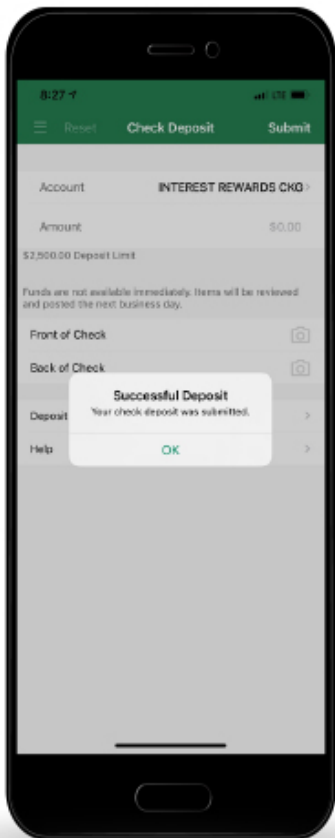 8:27 LTE
Reset Check Deposit Submit
Account INTEREST REWARDS CKG
Amount $0.00
$2,500.00 Deposit Limit
Funds are not available immediately. Items will be reviewed
and posted the next business day.
Front of Check
Back of Check
Successful Deposit
Your check deposit was submitted.
Deposit
Help
OK